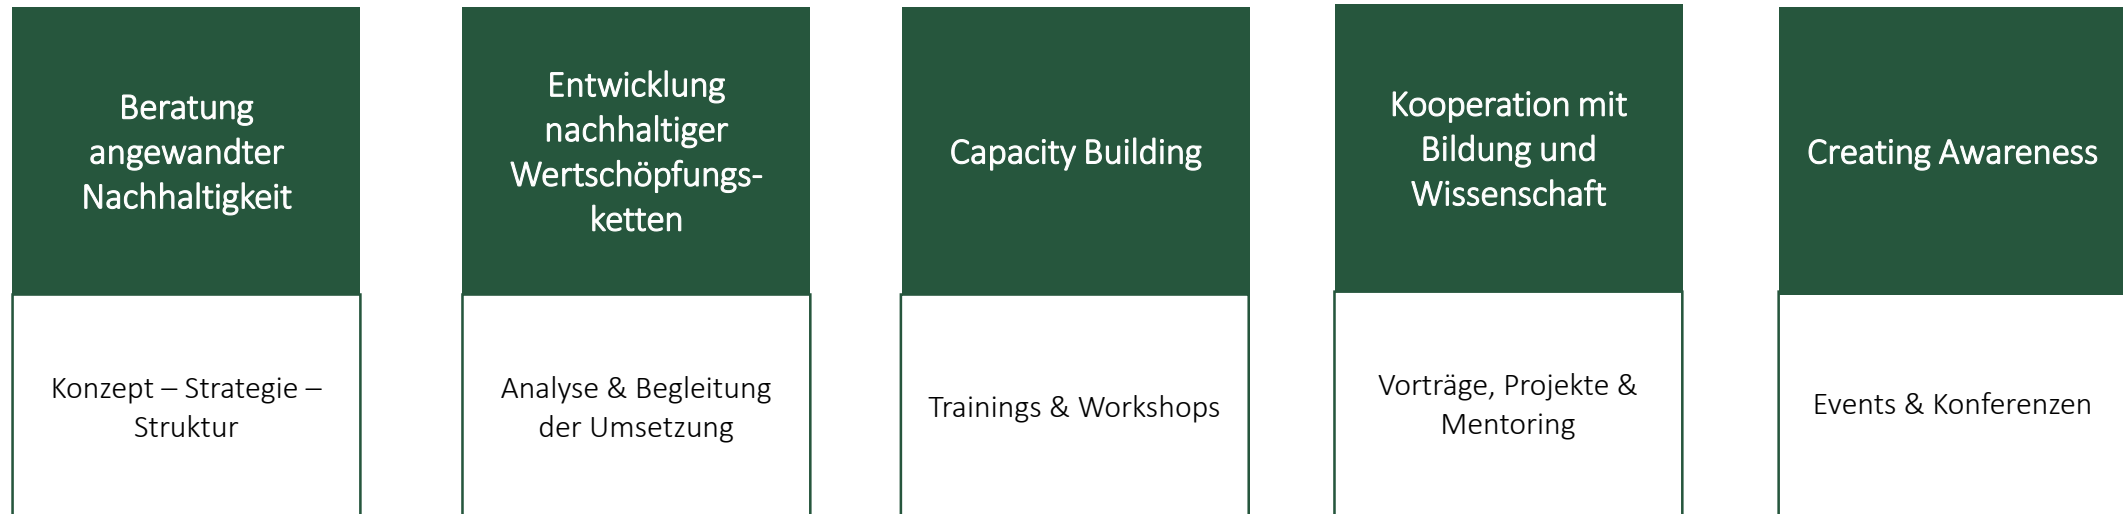 Beratung
angewandter
Nachhaltigkeit
Konzept – Strategie –
Struktur
Entwicklung
nachhaltiger
Wertschöpfungs-
ketten
Analyse & Begleitung
der Umsetzung
Capacity Building
Trainings & Workshops
Kooperation mit
Bildung und
Wissenschaft
Vorträge, Projekte &
Mentoring
Creating Awareness
Events & Konferenzen